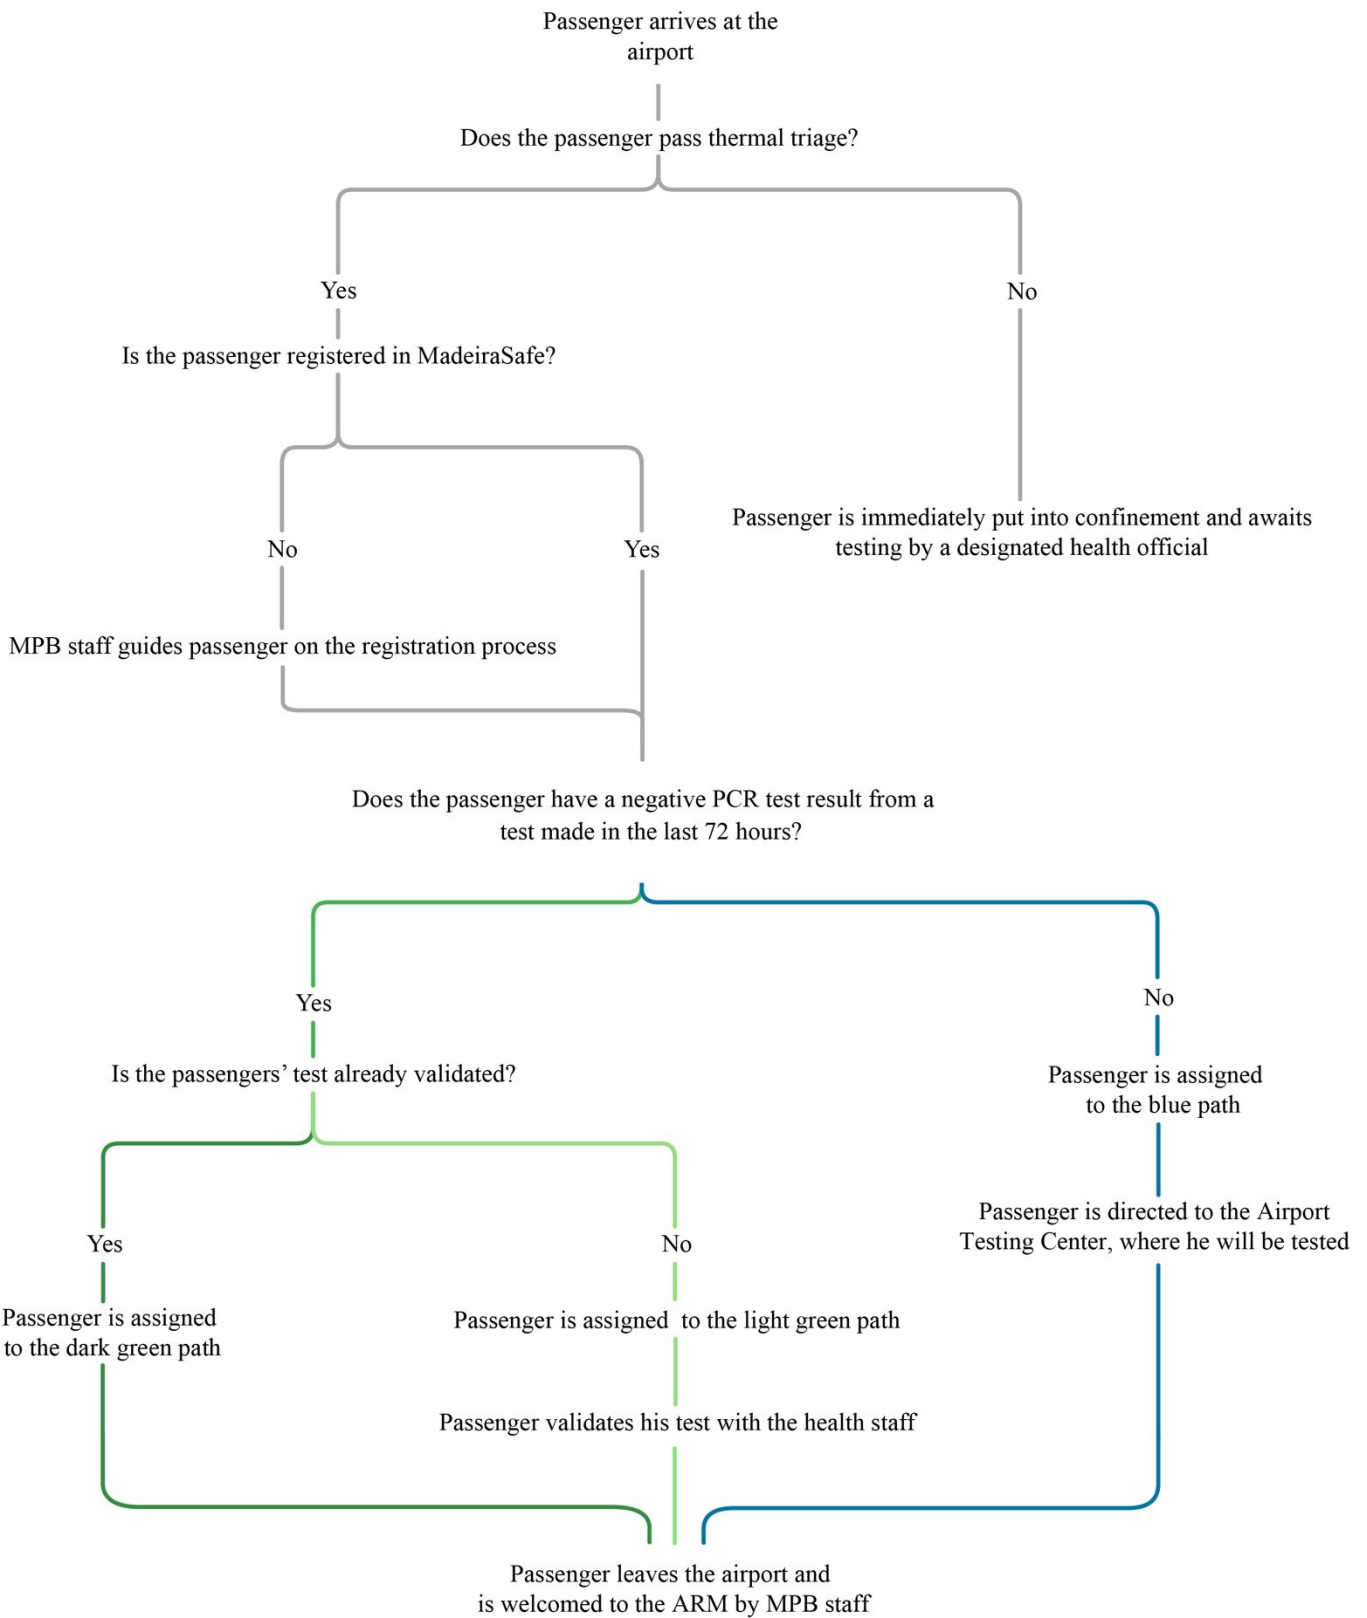 Passenger arrives at the
airport
Does the passenger pass thermal triage?
Yes
No
Is the passenger registered in MadeiraSafe?
Passenger is immediately put into confinement and awaits
testing by a designated health official
No
Yes
MPB staff guides passenger on the registration process
Does the passenger have a negative PCR test result from a
test made in the last 72 hours?
Yes
No
Is the passengers’ test already validated?
Passenger is assigned
to the blue path
Yes
No
Passenger is directed to the Airport
Testing Center, where he will be tested
Passenger is assigned
to the dark green path
Passenger is assigned  to the light green path
Passenger validates his test with the health staff
Passenger leaves the airport and
is welcomed to the ARM by MPB staff